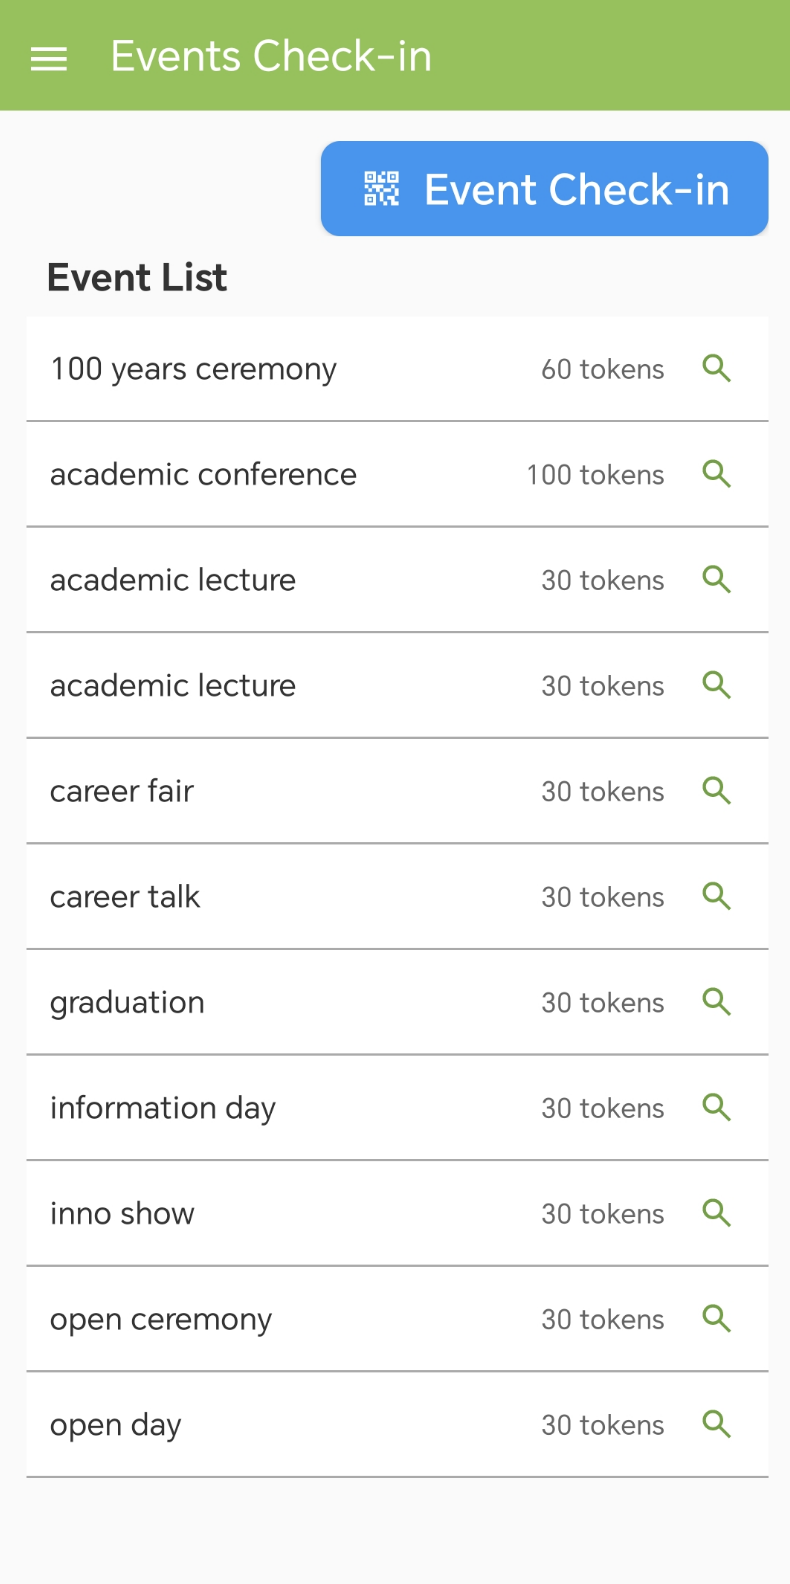 Events Check-in
Event Check-in
Event List
100 years ceremony 60 tokens
academic conference 100 tokens
academic lecture 30 tokens
academic lecture 30 tokens
career fair 30 tokens
career talk 30 tokens
graduation 30 tokens
information day 30 tokens
inno show 30 tokens
open ceremony 30 tokens
open day 30 tokens